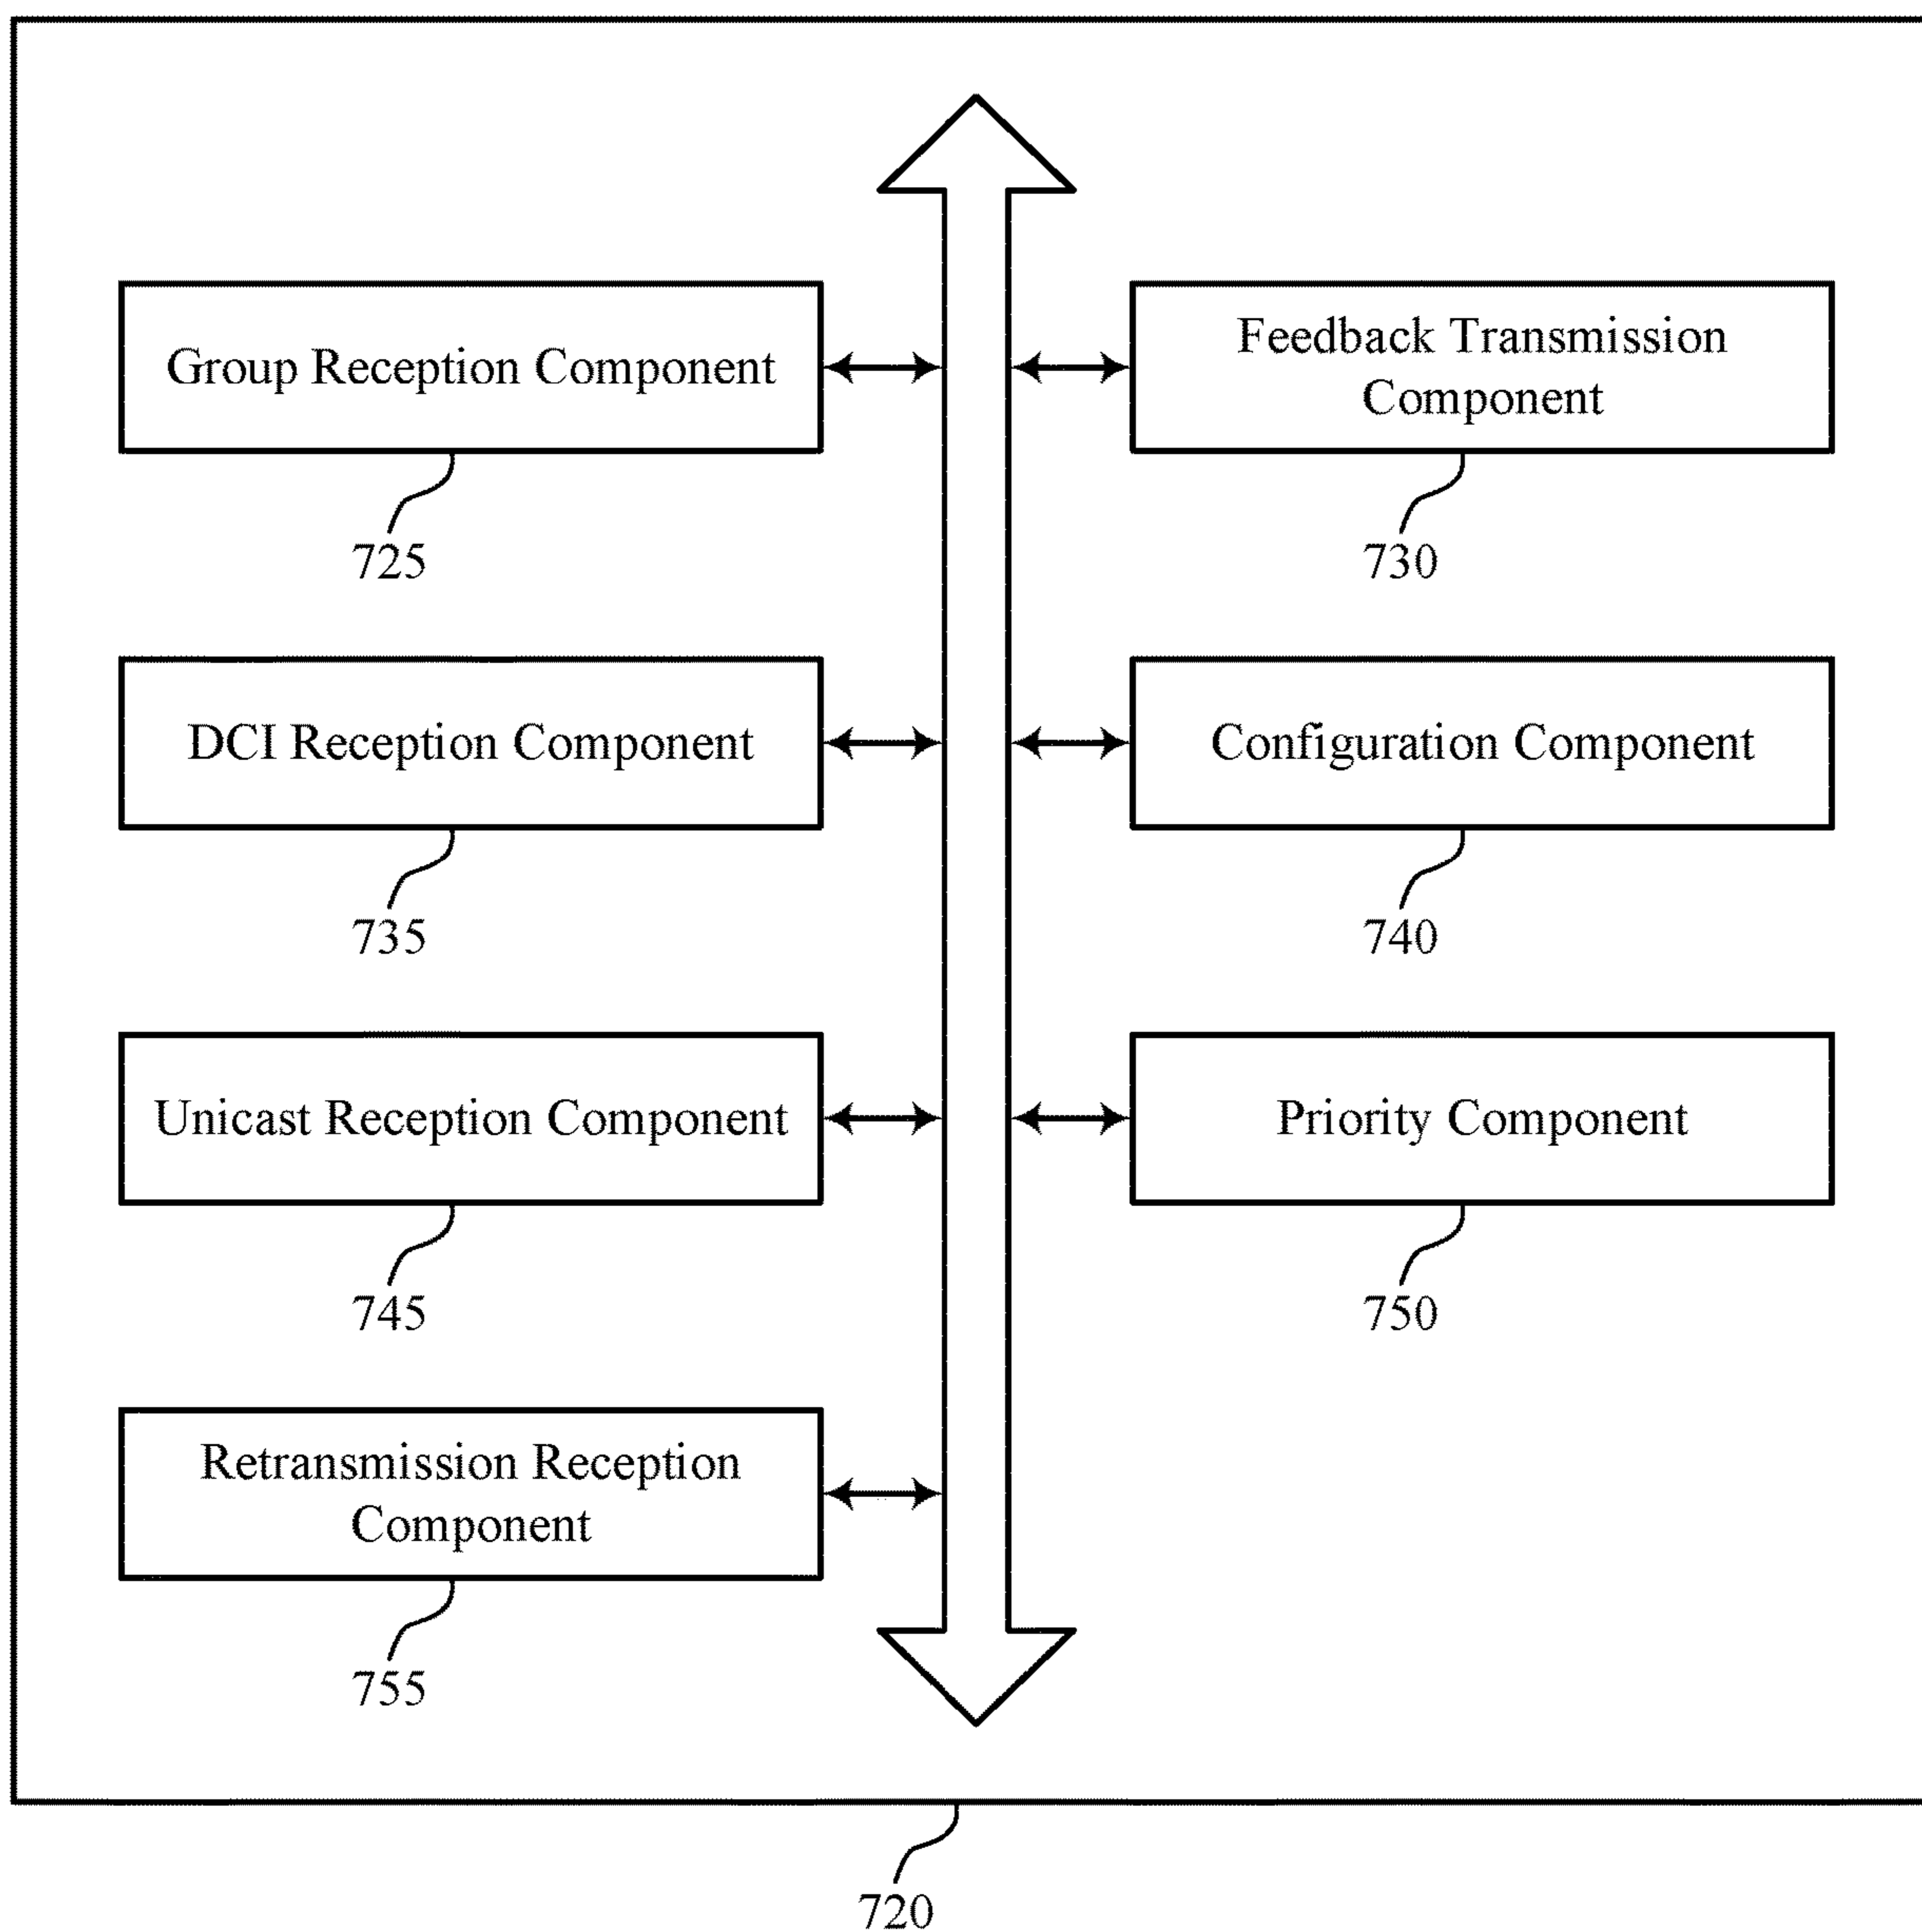 Group Reception Component
725
Feedback Transmission
Component
730
DCI Reception Component
735
Configuration Component
740
Unicast Reception Component
745
Priority Component
750
Retransmission Reception
Component
755
720